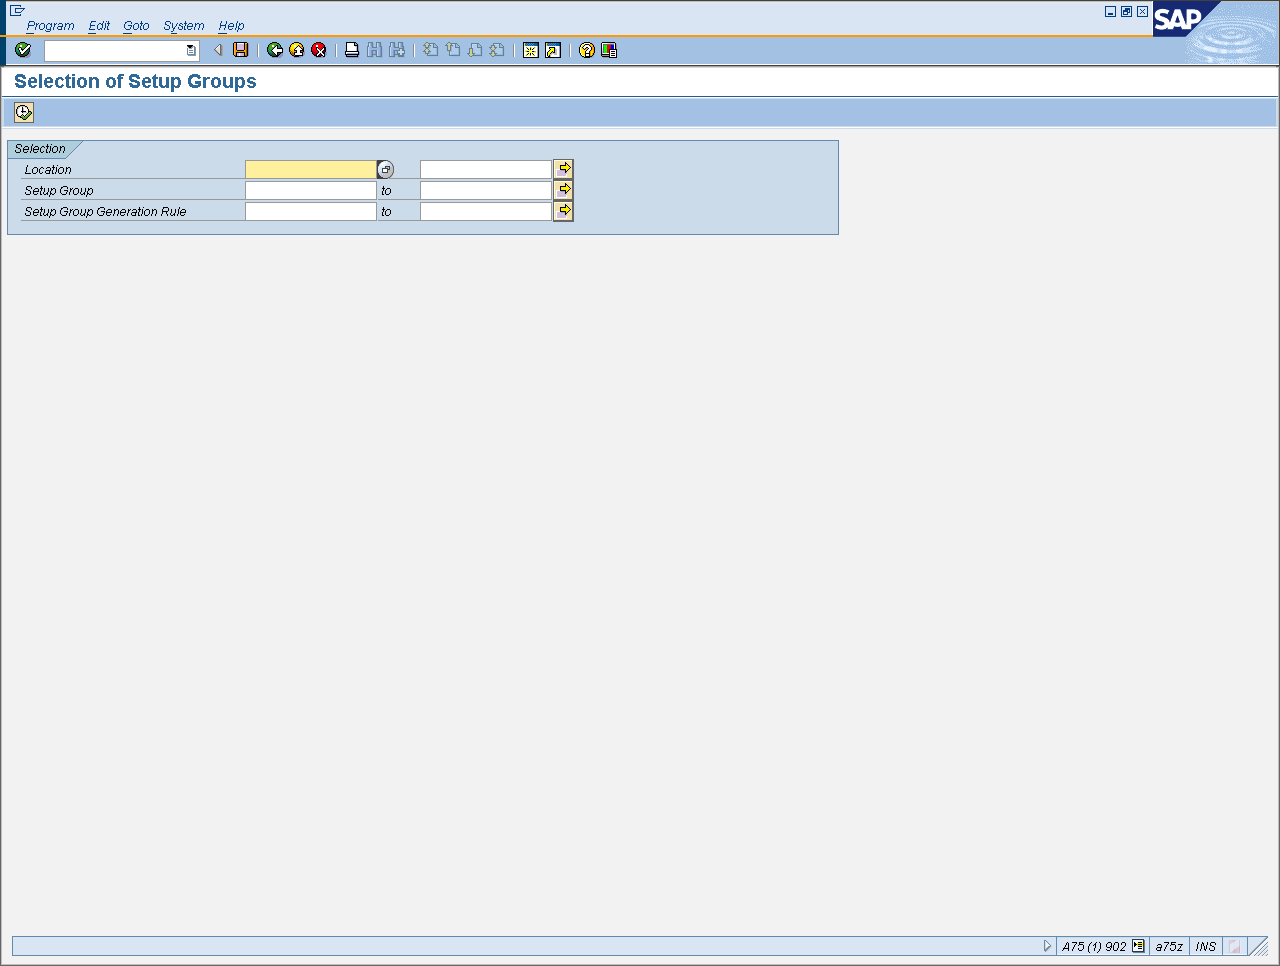 Program Edit Goto System Help
SAP
Selection of Setup Groups
Selection
Location
Setup Group to
Setup Group Generation Rule to
A75 (1) 902 a75z INS